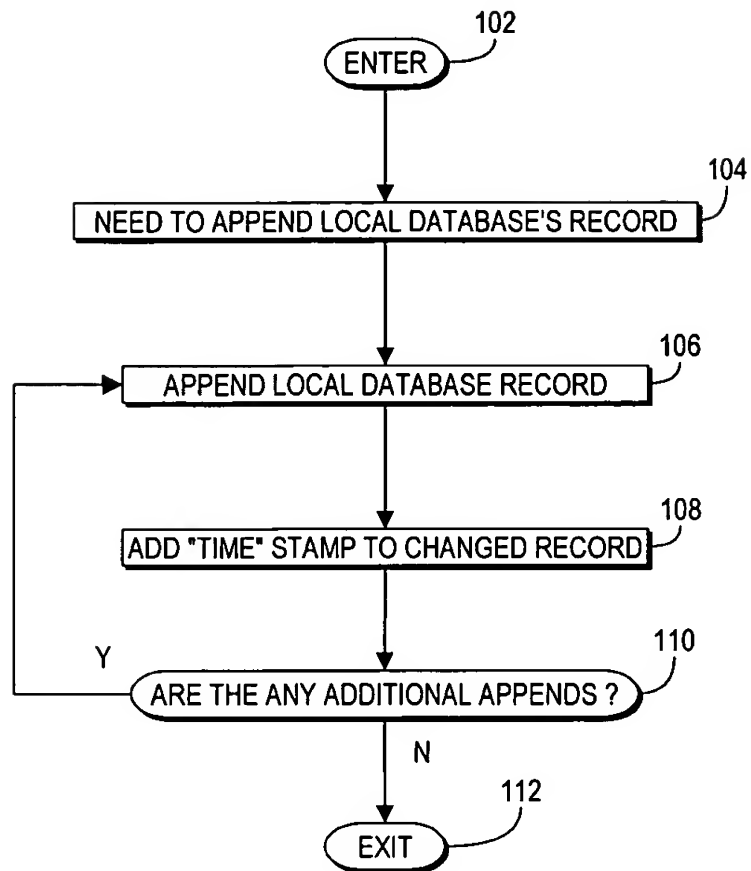 102
ENTER
104
NEED TO APPEND LOCAL DATABASE'S RECORD
106
APPEND LOCAL DATABASE RECORD
108
ADD "TIME" STAMP TO CHANGED RECORD
110
Y
ARE THE ANY ADDITIONAL APPENDS ?
N
112
EXIT